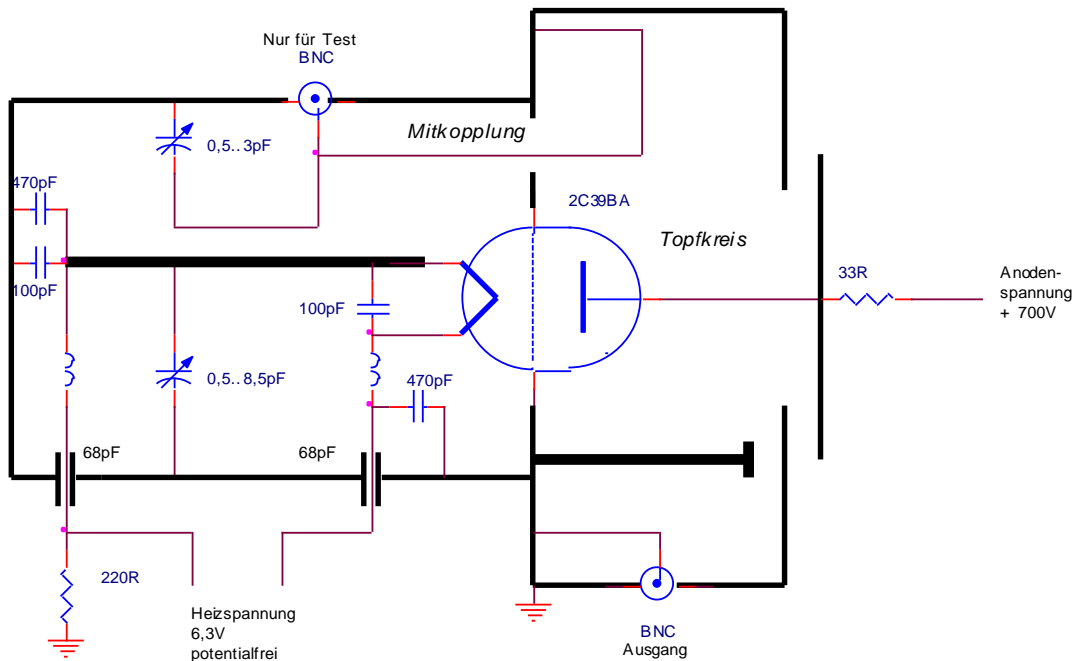 Nur für Test
BNC
Mitkopplung
0,5..3pF
470pF
2C39BA
Topfkreis
33R
Anoden-
spannung
+ 700V
100pF
100pF
0,5..8,5pF
470pF
68pF
68pF
220R
Heizspannung
6,3V
potentialfrei
BNC
Ausgang